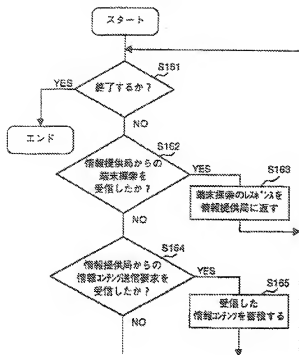 スタート
S161
YES
終了するか？
エンド
NO
S162
情報提供局からの
端末探索を
受信したか？
YES
S163
端末探索のレスポンスを
情報提供局に返す
NO
S164
情報提供局からの
情報コンテンツ送信要求を
受信したか？
YES
S165
受信した
情報コンテンツを蓄積する
NO